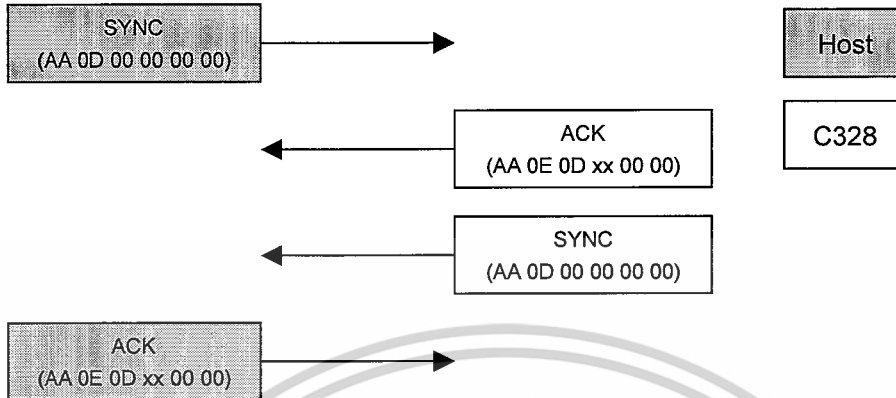 SYNC
(AA 0D 00 00 00 00)
Host
ACK
(AA 0E 0D xx 00 00)
C328
SYNC
(AA 0D 00 00 00 00)
ACK
(AA 0E 0D xx 00 00)